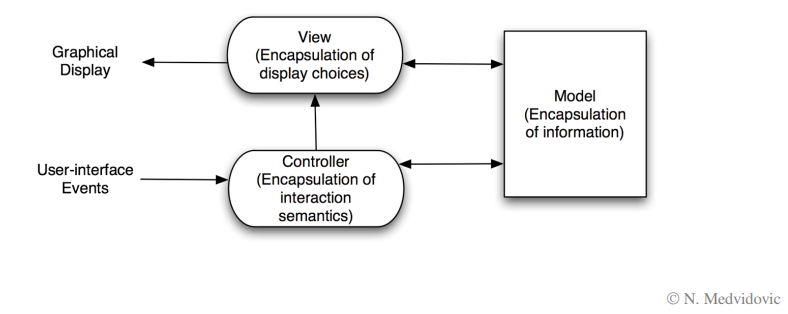 Graphical
Display
View
(Encapsulation of
display choices)
Model
(Encapsulation
of information)
User-interface
Events
Controller
(Encapsulation of
interaction
semantics)
© N. Medvidovic